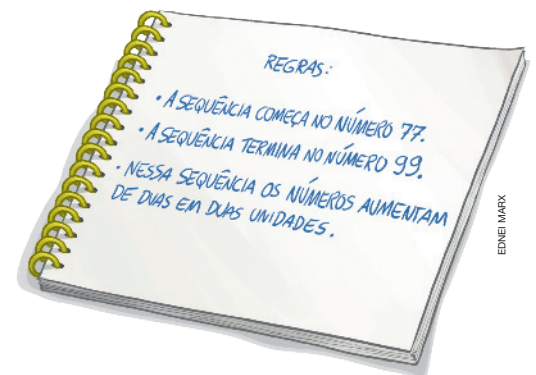 REGRAS:
• A SEQUÊNCIA COMEÇA NO NÚMERO 77.
• A SEQUÊNCIA TERMINA NO NÚMERO 99.
• NESSA SEQUÊNCIA OS NÚMEROS AUMENTAM
DE DUAS EM DUAS UNIDADES.
EDNEI MARX